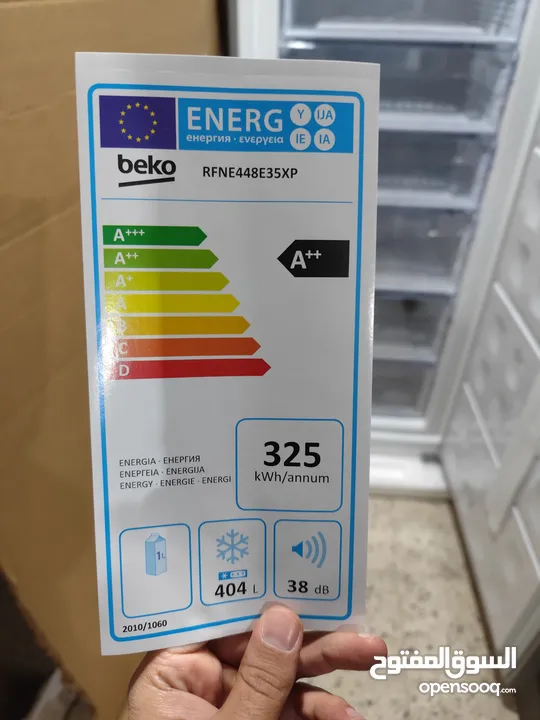 ENERG
Y IJA
IE IA
енергия · ενεργεια
beko
RFNE448E35XP
A+++
A++
A++
A+
A
B
C
D
325
kWh/annum
ENERGIA · ЕНЕРГИЯ
ΕΝΕΡΓΕΙΑ · ENERGIJA
ENERGY · ENERGIE · ENERGI
1L
404 L
38 dB
2010/1060
السوق المفتوح
opensooq.com